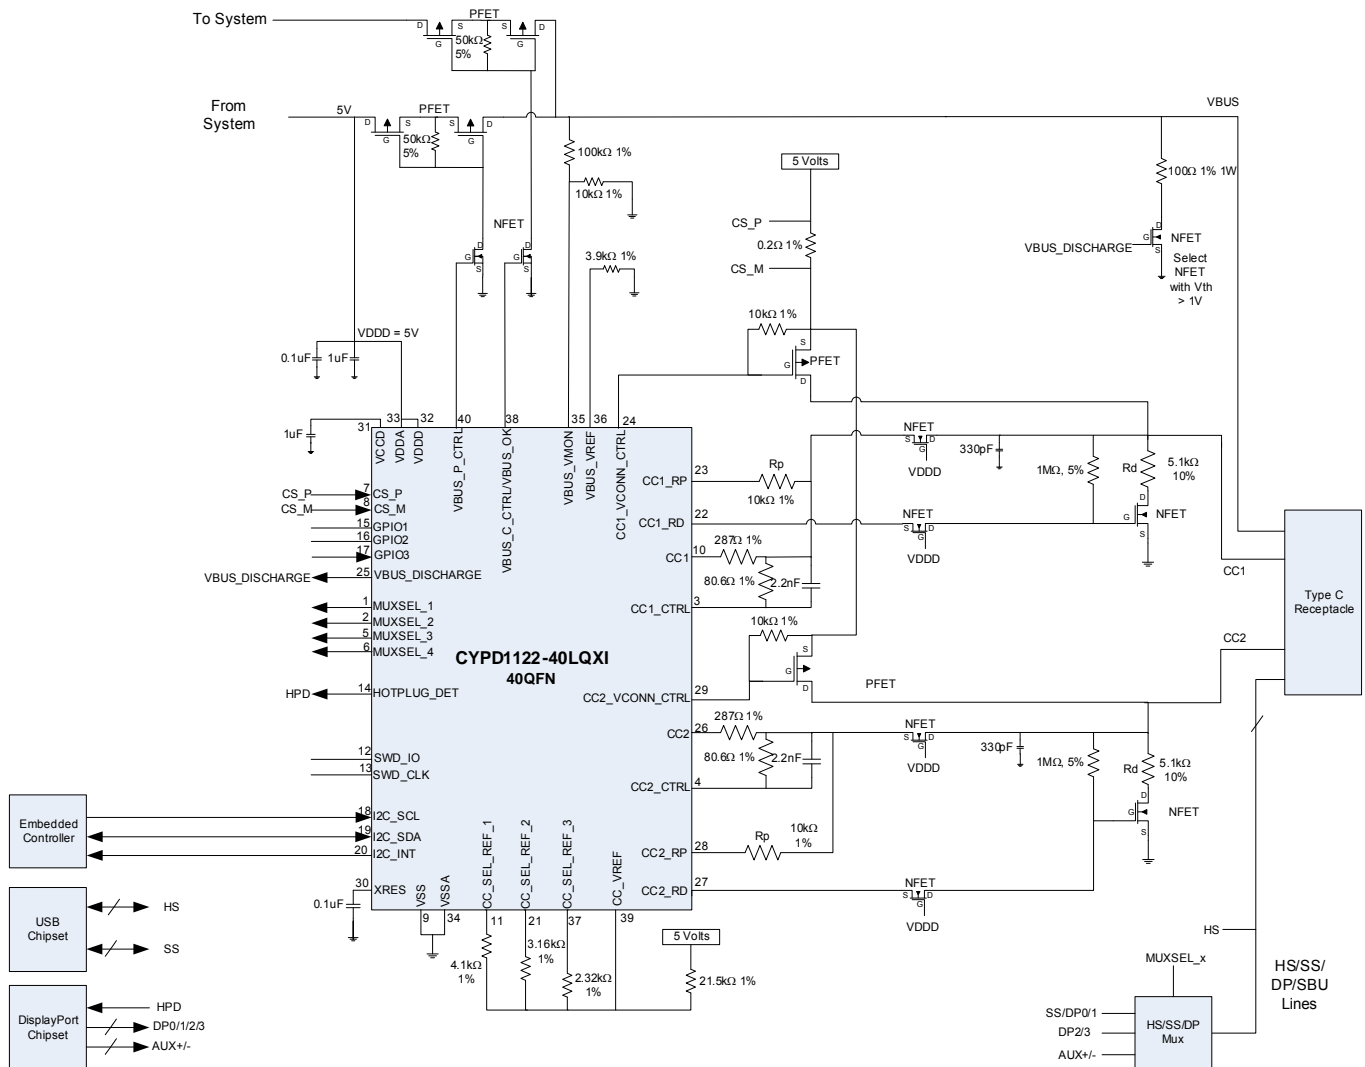 To System
PFET
D
S
G
S
D
G
50kΩ
5%
From
System
5V
PFET
D
S
G
S
D
G
50kΩ
5%
VBUS
100kΩ 1%
10kΩ 1%
5 Volts
CS_P
0.2Ω 1%
CS_M
100Ω 1% 1W
VBUS_DISCHARGE
D
G
S
NFET
Select
NFET
with Vth
> 1V
NFET
D
G
S
D
G
S
3.9kΩ 1%
10kΩ 1%
S
G
D
PFET
VDDD = 5V
0.1uF
1uF
1uF
31
33
32
40
38
35
36
24
VCCD
VDDA
VDDD
VBUS_P_CTRL
VBUS_C_CTRL/VBUS_OK
VBUS_VMON
VBUS_VREF
CC1_VCONN_CTRL
CS_P
7
CS_P
CS_M
8
CS_M
15
GPIO1
16
GPIO2
17
GPIO3
VBUS_DISCHARGE
25
VBUS_DISCHARGE
1
MUXSEL_1
2
MUXSEL_2
5
MUXSEL_3
6
MUXSEL_4
HPD
14
HOTPLUG_DET
12
SWD_IO
13
SWD_CLK
18
I2C_SCL
19
I2C_SDA
20
I2C_INT
30
XRES
0.1uF
CYPD1122-40LQXI
40QFN
CC1_RP
23
Rp
10kΩ 1%
CC1_RD
22
CC1
10
287Ω 1%
80.6Ω 1%
2.2nF
CC1_CTRL
3
10kΩ 1%
CC2_VCONN_CTRL
29
S
G
D
PFET
CC2
26
287Ω 1%
80.6Ω 1%
2.2nF
CC2_CTRL
4
CC2_RP
28
Rp
10kΩ
1%
CC2_RD
27
NFET
S
D
G
VDDD
330pF
1MΩ, 5%
Rd
5.1kΩ
10%
NFET
S
D
G
VDDD
D
G
S
NFET
NFET
S
D
G
VDDD
330pF
1MΩ, 5%
Rd
5.1kΩ
10%
D
G
S
NFET
NFET
S
D
G
VDDD
CC1
CC2
Type C
Receptacle
VSS
VSSA
CC_SEL_REF_1
CC_SEL_REF_2
CC_SEL_REF_3
CC_VREF
9
34
11
21
37
39
4.1kΩ
1%
3.16kΩ
1%
2.32kΩ
1%
5 Volts
21.5kΩ 1%
Embedded
Controller
USB
Chipset
HS
SS
DisplayPort
Chipset
HPD
DP0/1/2/3
AUX+/-
HS
MUXSEL_x
HS/SS/
DP/SBU
Lines
SS/DP0/1
DP2/3
AUX+/-
HS/SS/DP
Mux